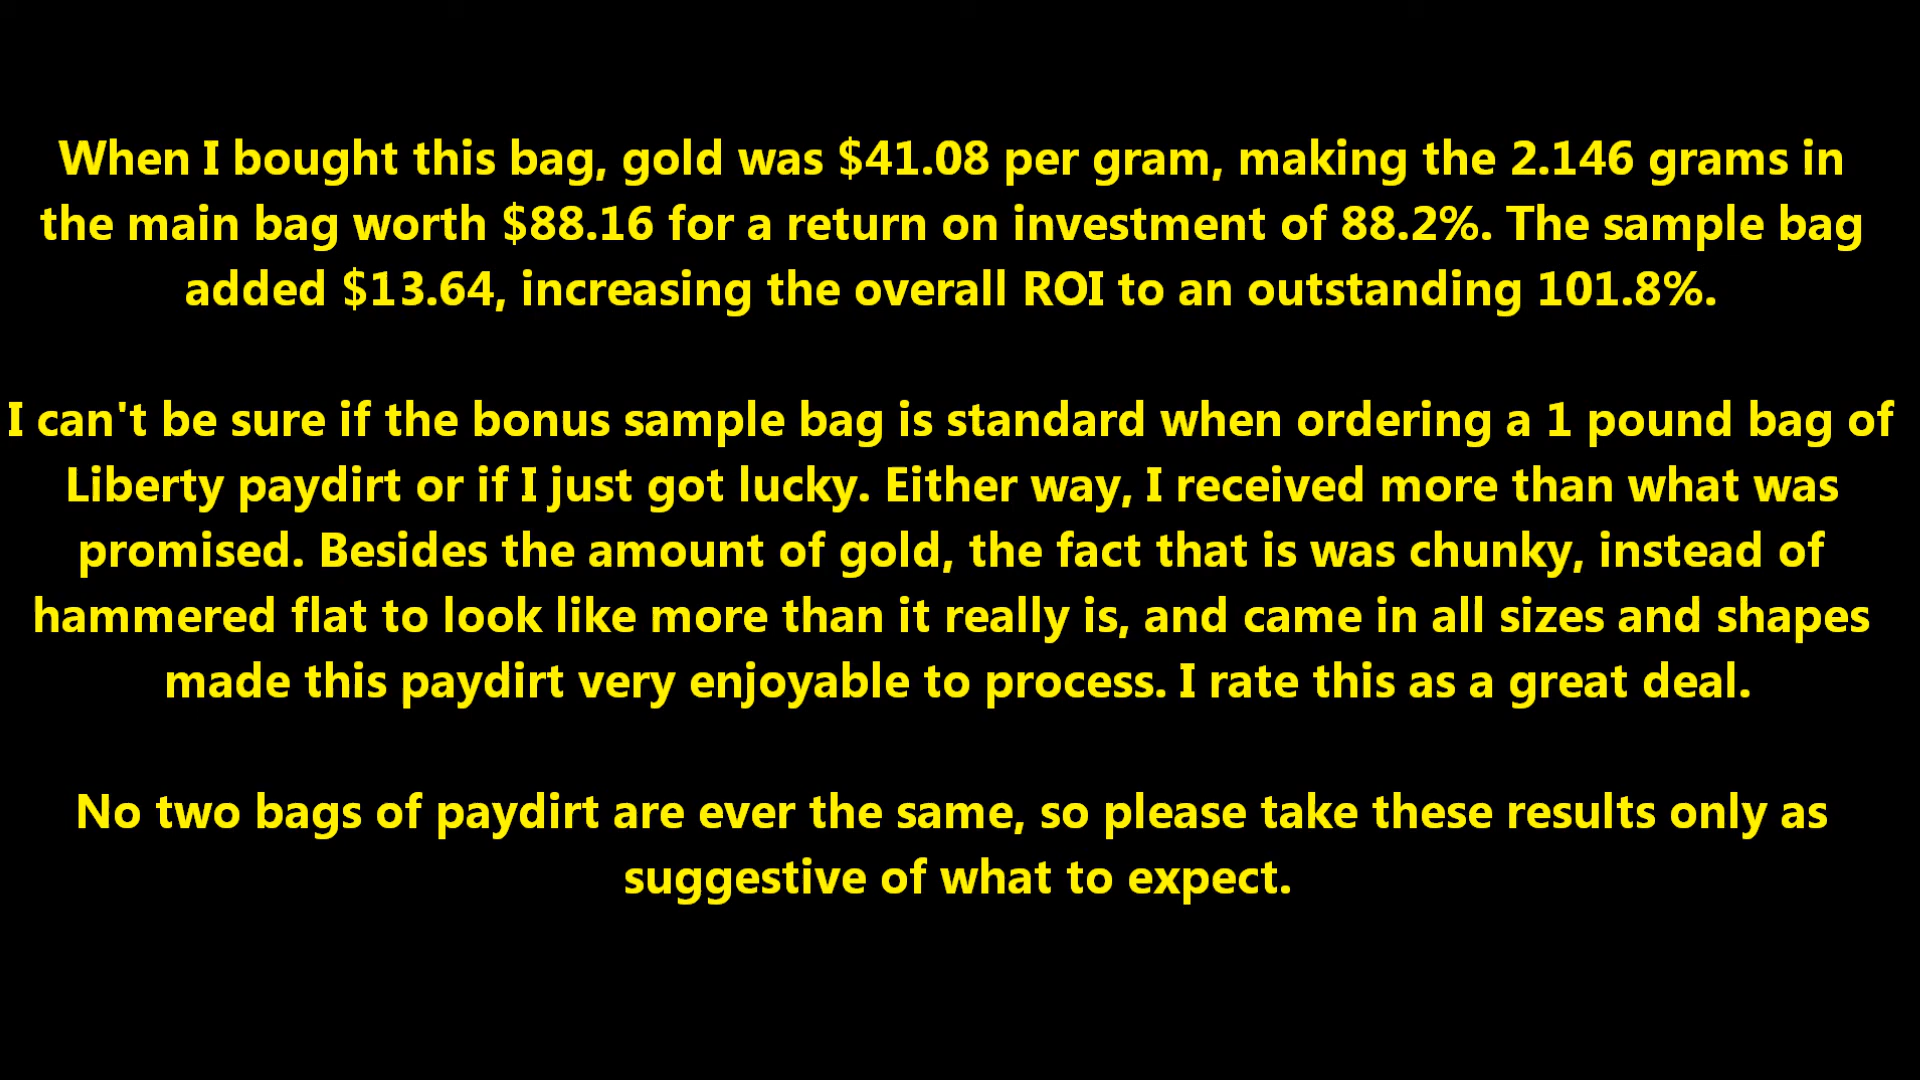 When I bought this bag, gold was $41.08 per gram, making the 2.146 grams in
the main bag worth $88.16 for a return on investment of 88.2%. The sample bag
added $13.64, increasing the overall ROI to an outstanding 101.8%.
I can't be sure if the bonus sample bag is standard when ordering a 1 pound bag of
Liberty paydirt or if I just got lucky. Either way, I received more than what was
promised. Besides the amount of gold, the fact that is was chunky, instead of
hammered flat to look like more than it really is, and came in all sizes and shapes
made this paydirt very enjoyable to process. I rate this as a great deal.
No two bags of paydirt are ever the same, so please take these results only as
suggestive of what to expect.